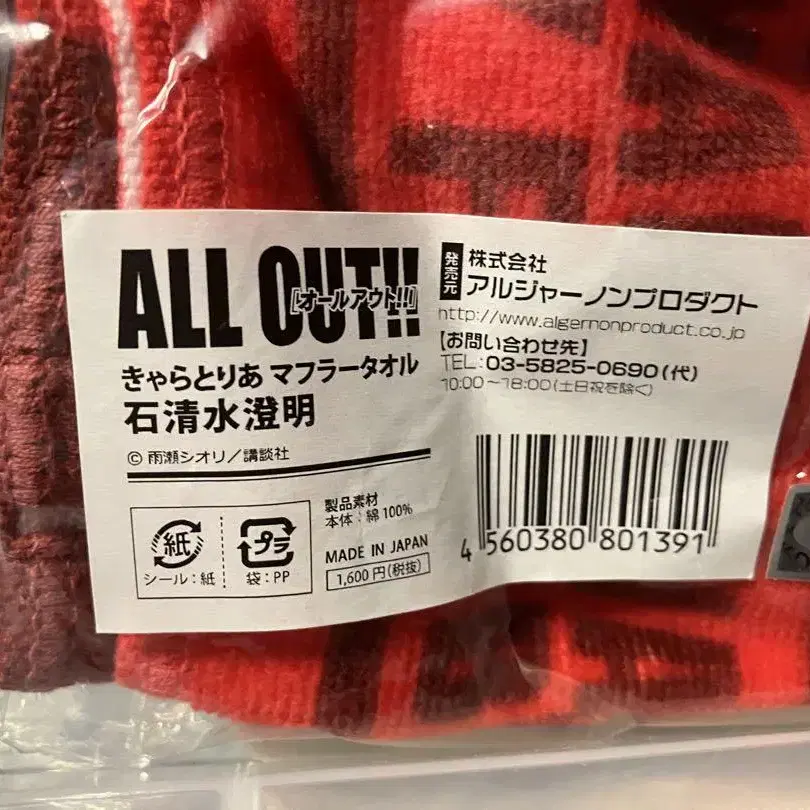 ALL OUT!!
[オールアウト!!]
きゃらとりあ マフラータオル
石清水澄明
© 雨瀬シオリ/講談社
紙
シール:紙
プラ
袋:PP
製品素材
本体:綿100%
MADE IN JAPAN
1,600円(税抜)
発売元
株式会社
アルジャーノンプロダクト
http://www.algernonproduct.co.jp
【お問い合わせ先】
TEL:03-5825-0690(代)
10:00~18:00(土日祝を除く)
4 560380 801391